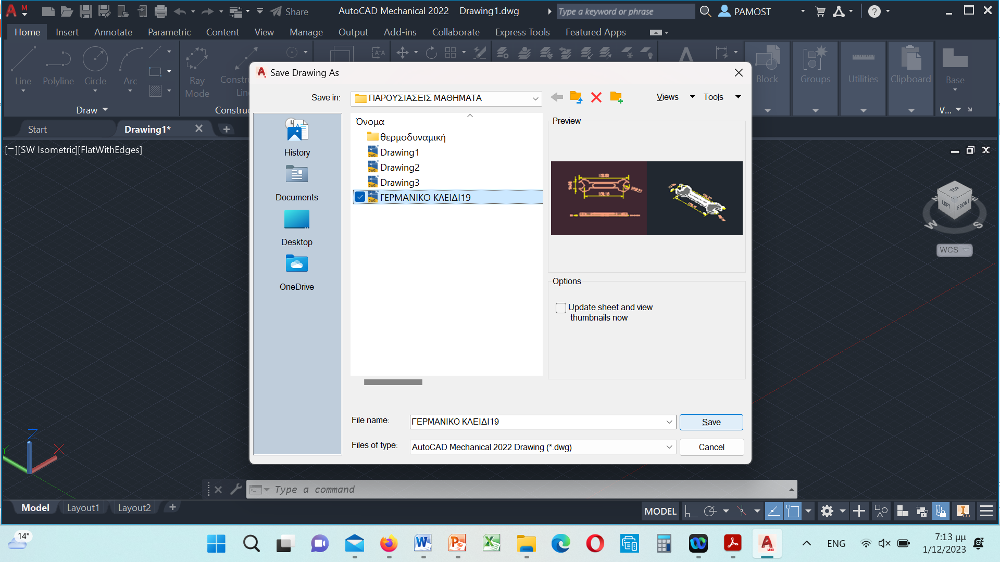 Share
AutoCAD Mechanical 2022 Drawing1.dwg
Type a keyword or phrase
PAMOST
Home Insert Annotate Parametric Content View Manage Output Add-ins Collaborate Express Tools Featured Apps
Line Polyline Circle Arc
Ray
Mode
Draw
Block Groups Utilities Clipboard Base
V...
Start Drawing1*
[−][SW Isometric][FlatWithEdges]
Save Drawing As
Save in: ΠΑΡΟΥΣΙΑΣΕΙΣ ΜΑΘΗΜΑΤΑ
Views Tools
History
Documents
Desktop
OneDrive
Όνομα
θερμοδυναμική
Drawing1
Drawing2
Drawing3
ΓΕΡΜΑΝΙΚΟ ΚΛΕΙΔΙ19
Preview
Options
Update sheet and view
thumbnails now
File name: ΓΕΡΜΑΝΙΚΟ ΚΛΕΙΔΙ19 Save
Files of type: AutoCAD Mechanical 2022 Drawing (*.dwg) Cancel
TOP
LEFT FRONT
W S
WCS
Z
Type a command
Model Layout1 Layout2
MODEL
14°
ENG
7:13 μμ
1/12/2023